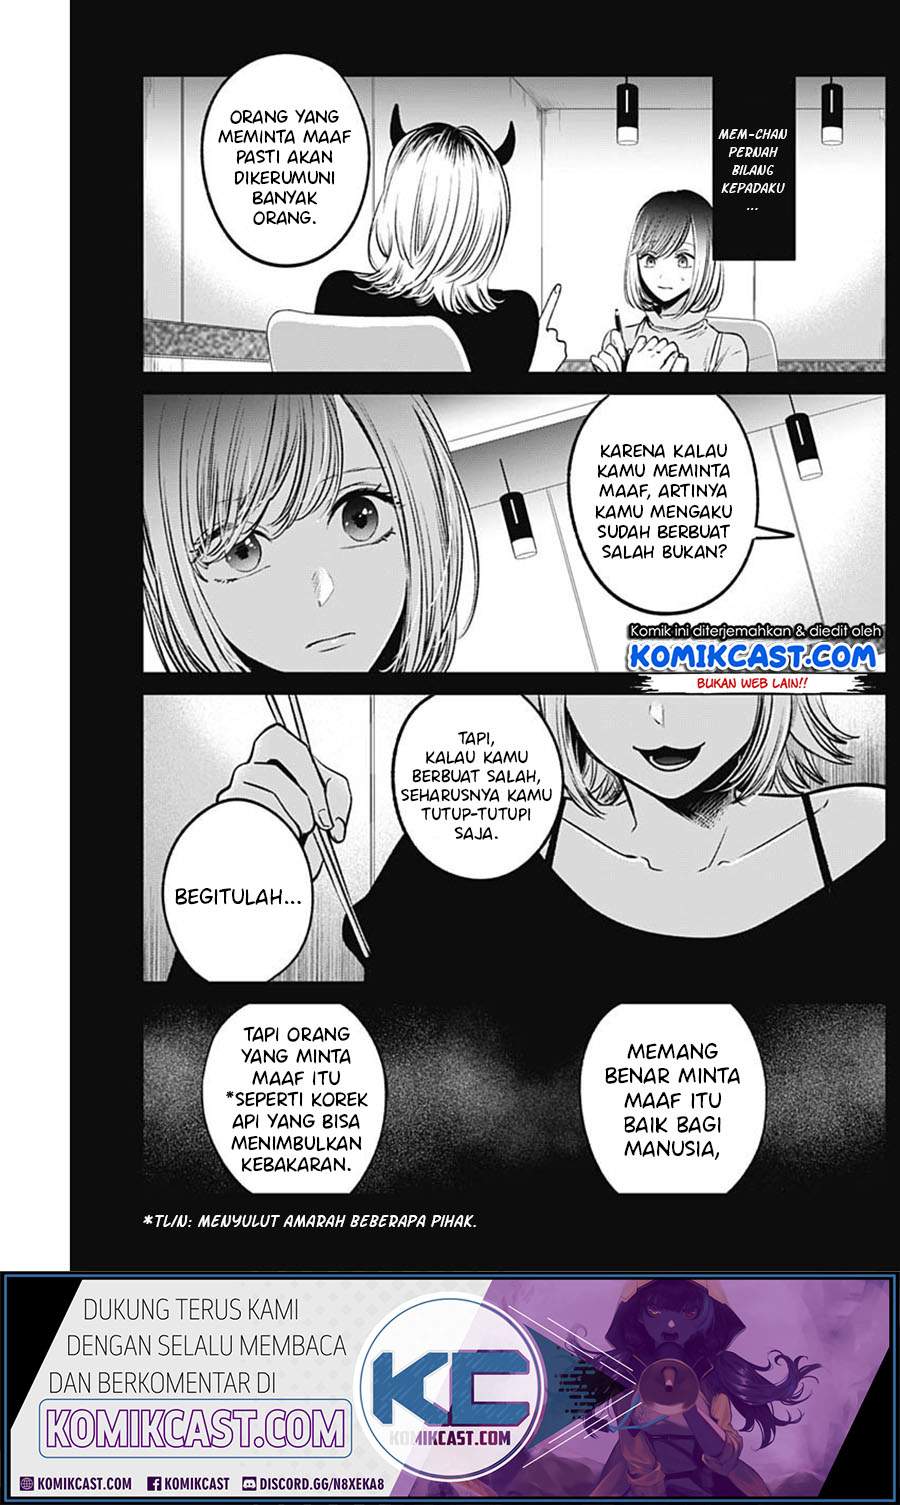 MEM-CHAN
PERNAH
BILANG
KEPADAKU
...
ORANG YANG
MEMINTA MAAF
PASTI AKAN
DIKERUMUNI
BANYAK
ORANG.
KARENA KALAU
KAMU MEMINTA
MAAF, ARTINYA
KAMU MENGAKU
SUDAH BERBUAT
SALAH BUKAN?
Komik ini diterjemahkan & diedit oleh
KOMIKCAST.COM
BUKAN WEB LAIN!!
TAPI,
KALAU KAMU
BERBUAT SALAH,
SEHARUSNYA KAMU
TUTUP-TUTUPI
SAJA.
BEGITULAH...
MEMANG
BENAR MINTA
MAAF ITU
BAIK BAGI
MANUSIA,
TAPI ORANG
YANG MINTA
MAAF ITU
*SEPERTI KOREK
API YANG BISA
MENIMBULKAN
KEBAKARAN.
*TL/N: MENYULUT AMARAH BEBERAPA PIHAK.
DUKUNG TERUS KAMI
DENGAN SELALU MEMBACA
DAN BERKOMENTAR DI
KOMIKCAST.COM
KC
KOMIKCAST.COM
KOMIKCAST.COM KOMIKCAST DISCORD.GG/N8XEKA8